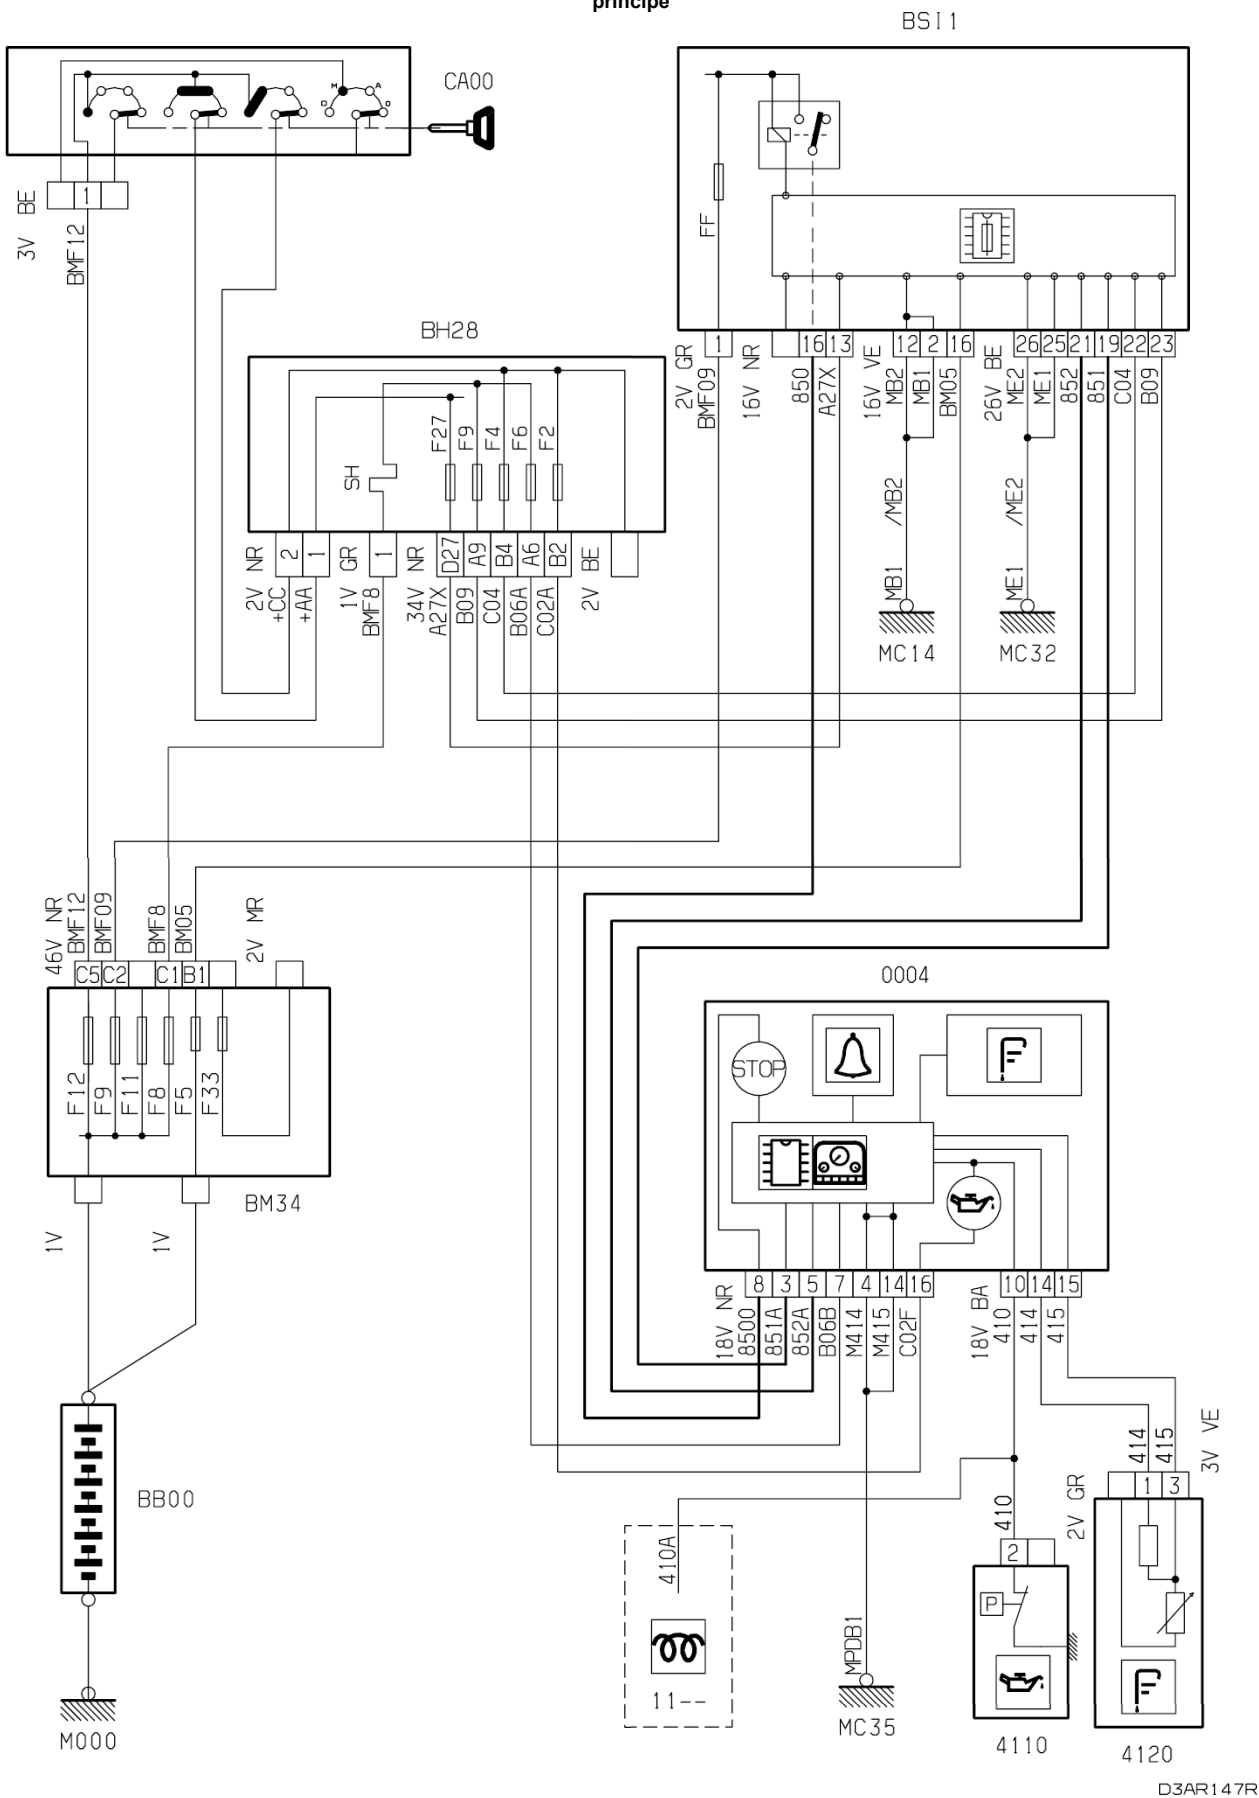 principe
BSI1
CA00
M
A
D
O
3V BE
1
BMF12
FF
BH28
1
16
13
12
2
16
26
25
21
19
22
23
2V GR
BMF09
16V NR
850
A27X
16V VE
MB2
MB1
BM05
26V BE
ME2
ME1
852
851
C04
B09
SH
F27
F9
F4
F6
F2
/MB2
/ME2
2
1
1
D27
A9
B4
A6
B2
2V NR
+CC
+AA
1V GR
BMF8
34V NR
A27X
B09
C04
B06A
C02A
2V BE
MB1
ME1
MC14
MC32
46V NR
BMF12
BMF09
BMF8
BM05
2V MR
C5
C2
C1
B1
0004
STOP
F12
F9
F11
F8
F5
F33
BM34
1V
1V
8
3
5
7
4
14
16
10
14
15
18V NR
8500
851A
852A
B06B
M414
M415
C02F
18V BA
410
414
415
414
415
3V VE
BB00
2V GR
1
3
410
410A
2
P
MPDB1
11--
M000
MC35
4110
4120
D3AR147R